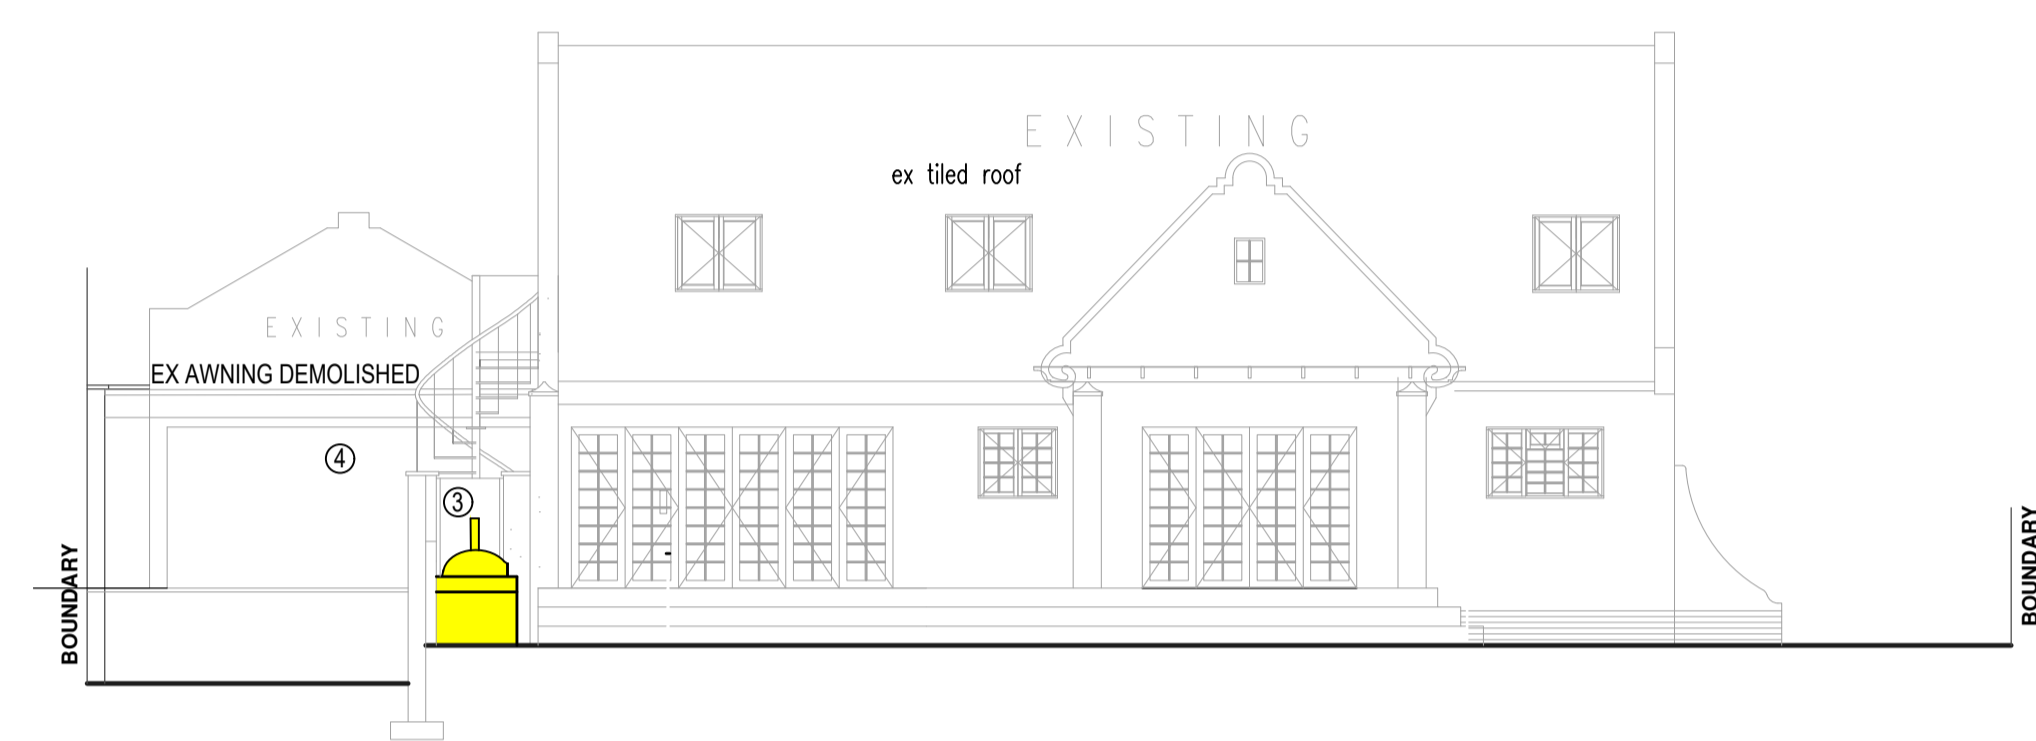 EXISTING
ex tiled roof
EXISTING
EX AWNING DEMOLISHED
4
3
BOUNDARY
BOUNDARY